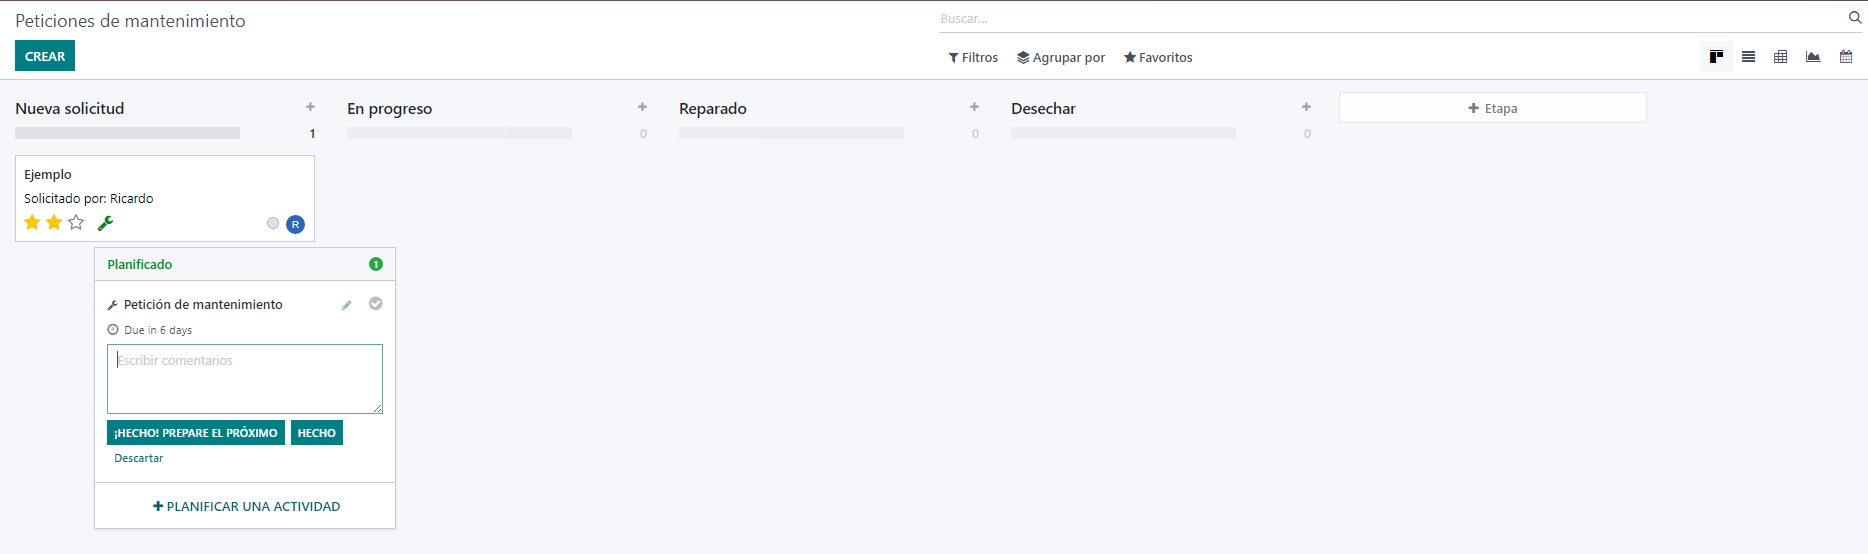 Peticiones de mantenimiento
Buscar...
CREAR
Filtros Agrupar por Favoritos
Nueva solicitud
1
En progreso
0
Reparado
0
Desechar
0
Etapa
Ejemplo
Solicitado por: Ricardo
R
Planificado 1
Petición de mantenimiento
Due in 6 days
Escribir comentarios
¡HECHO! PREPARE EL PRÓXIMO HECHO
Descartar
PLANIFICAR UNA ACTIVIDAD